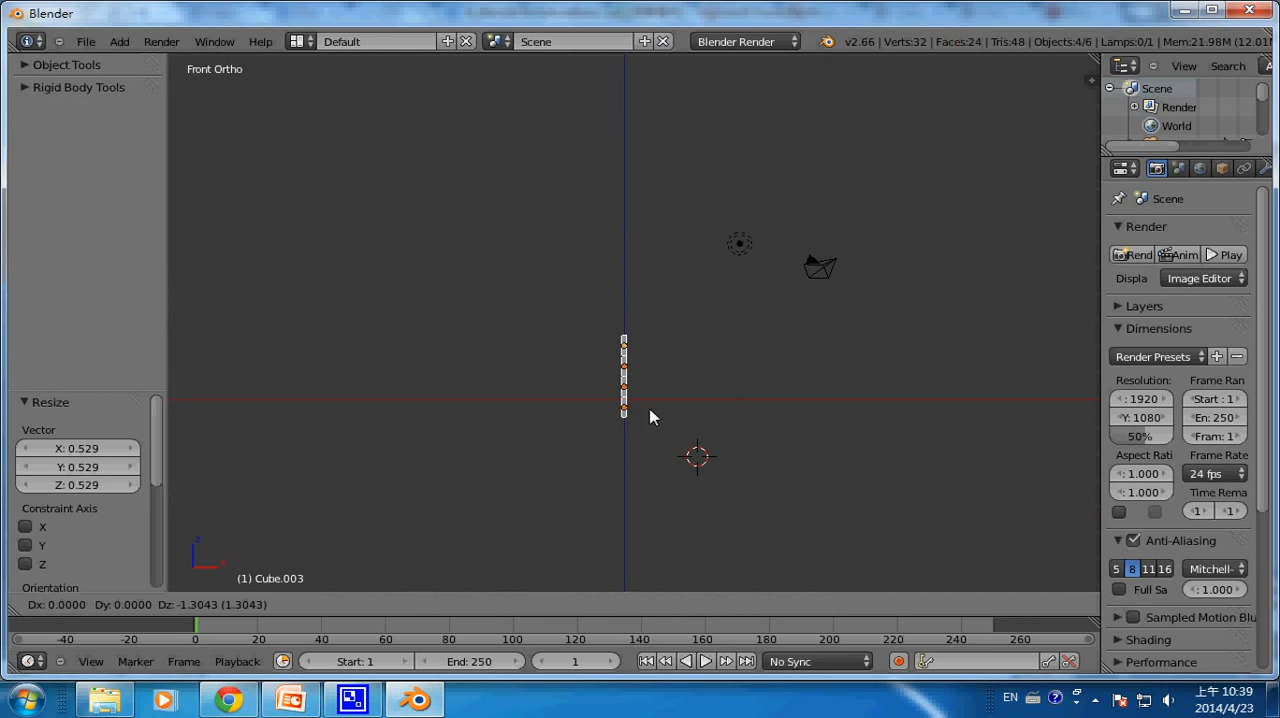 Blender
File Add Render Window Help Default Scene Blender Render v2.66 | Verts:32 | Faces:24 | Tris:48 | Objects:4/6 | Lamps:0/1 | Mem:21.98M (12.01
Object Tools
Rigid Body Tools
Front Ortho
View Search
Scene
Render
World
Scene
Render
Rend Anim Play
Displa Image Editor
Layers
Dimensions
Render Presets
Resolution: Frame Ran
: 1920 Start : 1
Y: 1080 En: 250
50% Fram: 1
Aspect Rati Frame Rate
: 1.000 24 fps
: 1.000 Time Rema
: 1 : 1
Anti-Aliasing
5 8 11 16 Mitchell-
Full Sa : 1.000
Sampled Motion Blu
Shading
Performance
Resize
Vector
X: 0.529
Y: 0.529
Z: 0.529
Constraint Axis
X
Y
Z
Orientation
z
x
(1) Cube.003
Dx: 0.0000 Dy: 0.0000 Dz: -1.3043 (1.3043)
-40 -20 0 20 40 60 80 100 120 140 160 180 200 220 240 260
View Marker Frame Playback Start: 1 End: 250 1 No Sync
EN
上午 10:39
2014/4/23